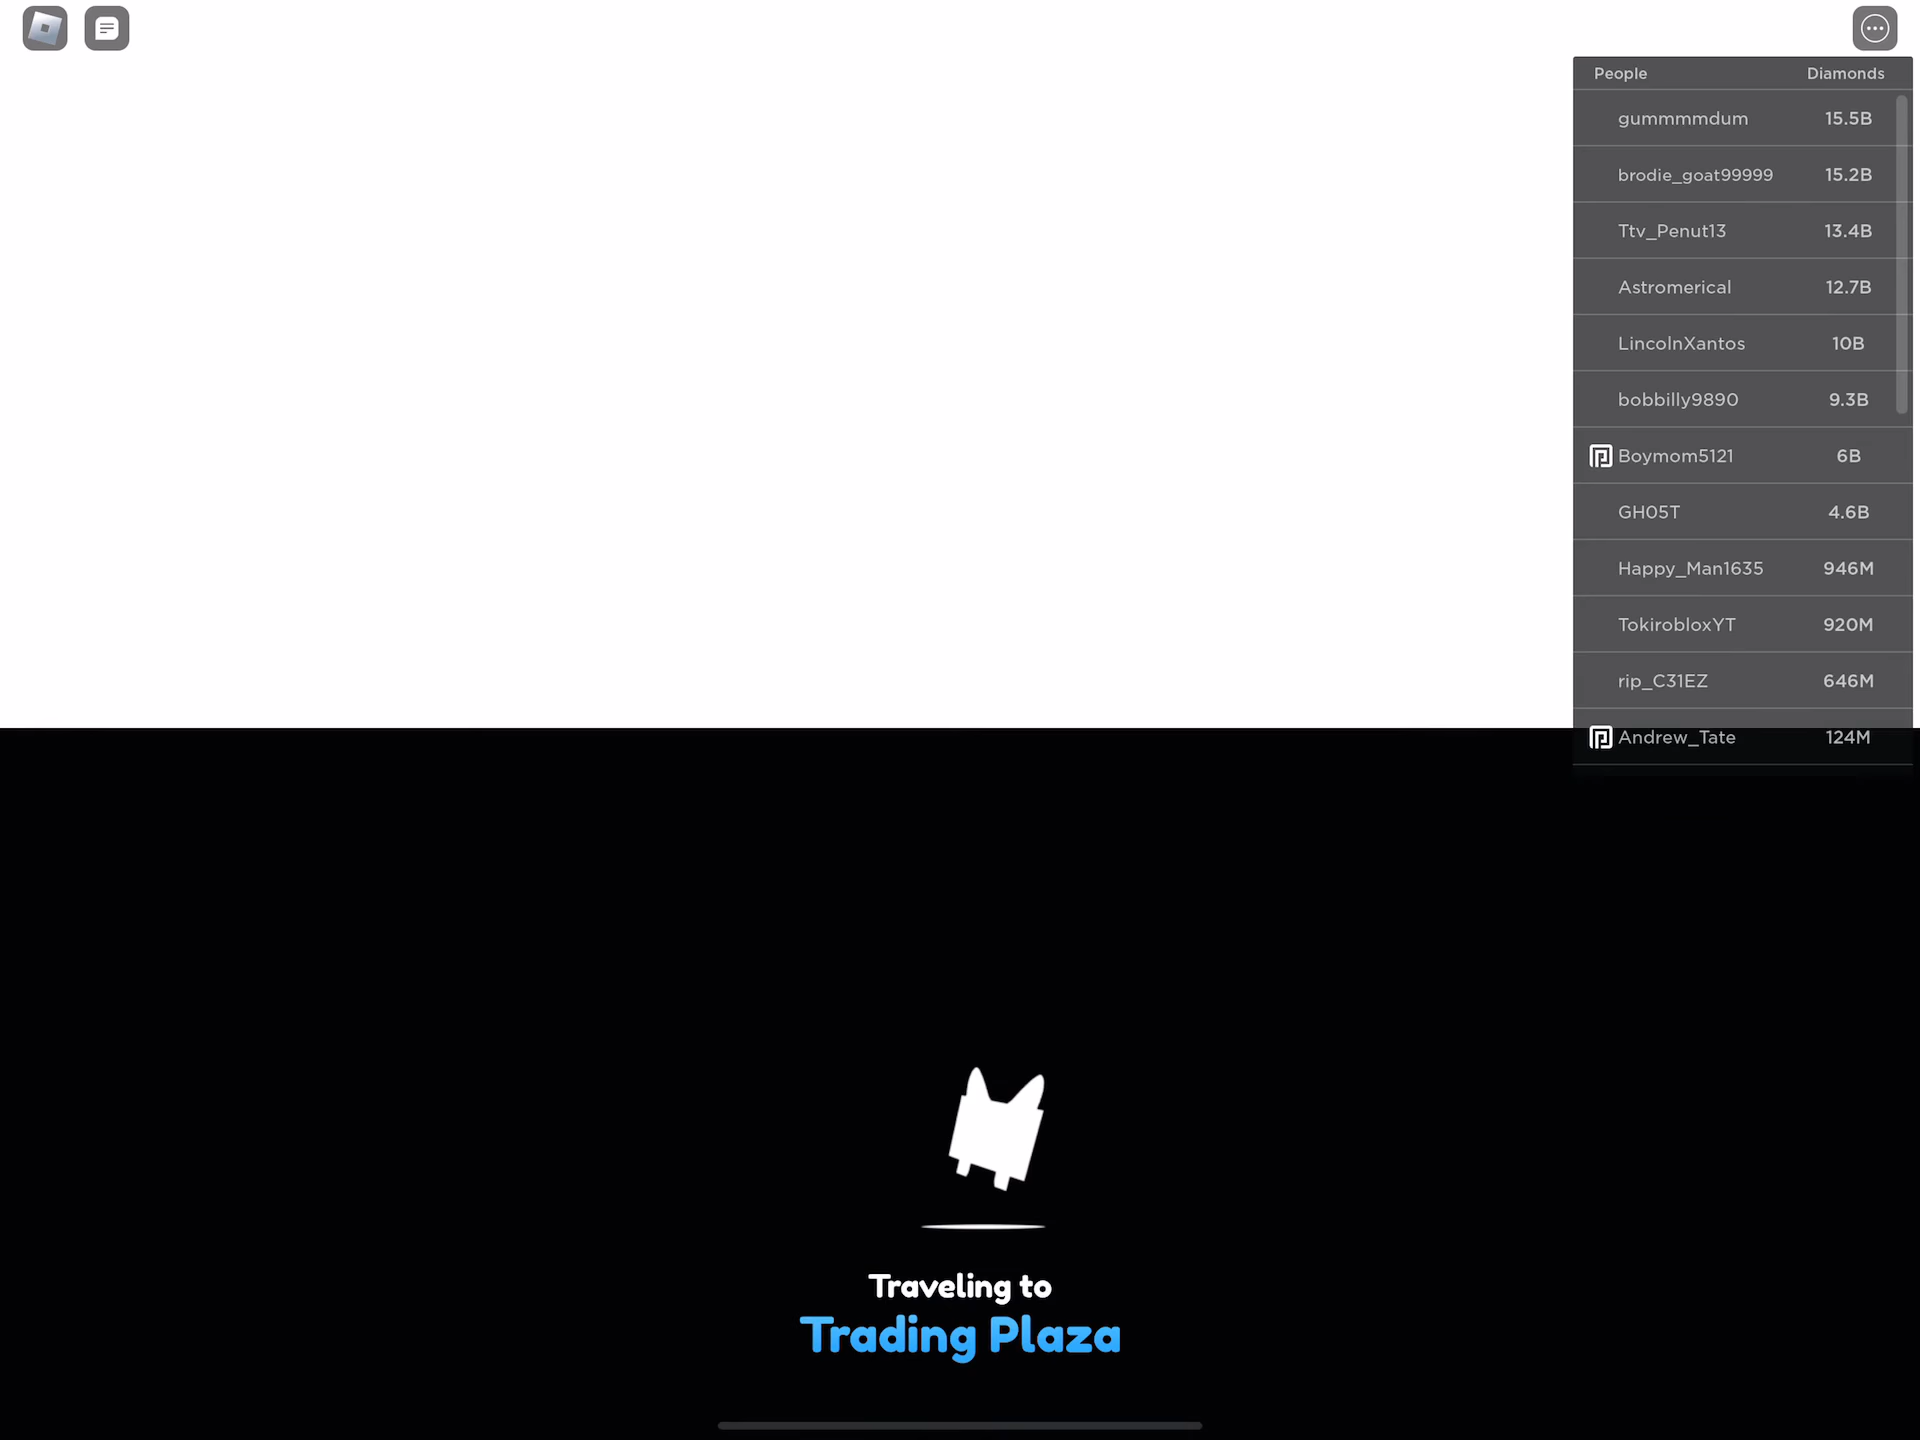 People Diamonds
gummmmdum 15.5B
brodie_goat99999 15.2B
Ttv_Penut13 13.4B
Astromerical 12.7B
LincolnXantos 10B
bobbilly9890 9.3B
Boymom5121 6B
GH05T 4.6B
Happy_Man1635 946M
TokirobloxYT 920M
rip_C31EZ 646M
Andrew_Tate 124M
Traveling to
Trading Plaza